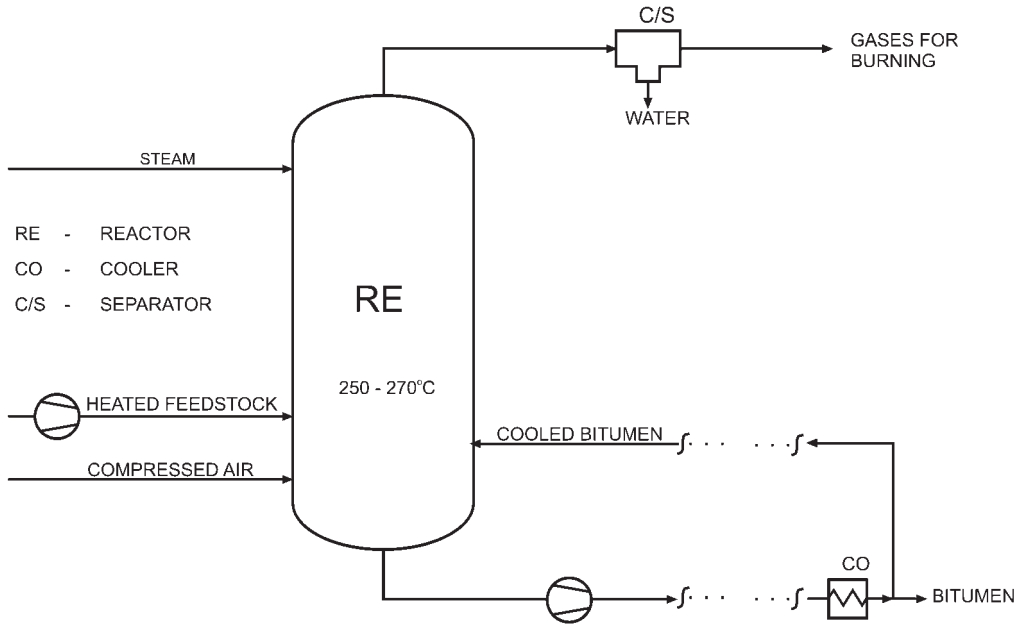 C/S
GASES FOR
BURNING
WATER
STEAM
RE - REACTOR
CO - COOLER
C/S - SEPARATOR
RE
250 - 270°C
HEATED FEEDSTOCK
COOLED BITUMEN
COMPRESSED AIR
CO
BITUMEN